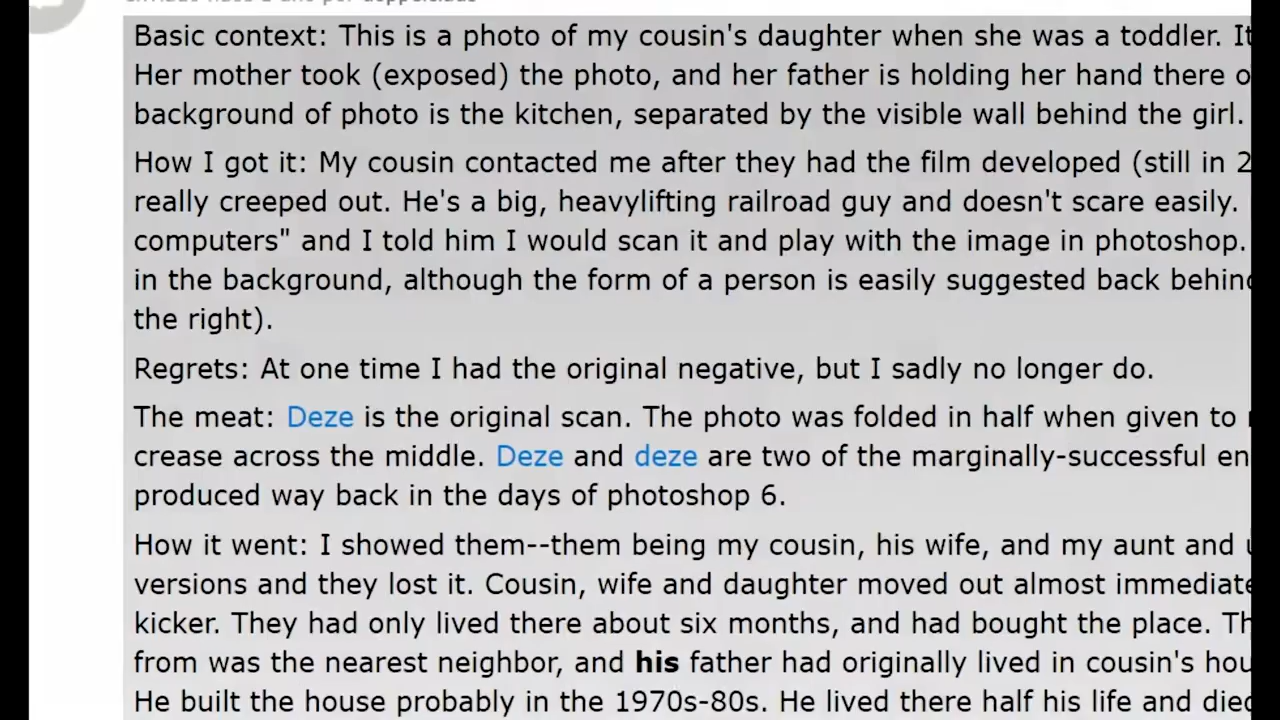 Basic context: This is a photo of my cousin's daughter when she was a toddler. It
Her mother took (exposed) the photo, and her father is holding her hand there
background of photo is the kitchen, separated by the visible wall behind the girl.
How I got it: My cousin contacted me after they had the film developed (still in 2
really creeped out. He's a big, heavylifting railroad guy and doesn't scare easily.
computers" and I told him I would scan it and play with the image in photoshop.
in the background, although the form of a person is easily suggested back
the right).
Regrets: At one time I had the original negative, but I sadly no longer do.
The meat: Deze is the original scan. The photo was folded in half when given to
crease across the middle. Deze and deze are two of the marginally-successful
produced way back in the days of photoshop 6.
How it went: I showed them--them being my cousin, his wife, and my aunt and
versions and they lost it. Cousin, wife and daughter moved out almost
kicker. They had only lived there about six months, and had bought the place.
from was the nearest neighbor, and his father had originally lived in cousin's
He built the house probably in the 1970s-80s. He lived there half his life and